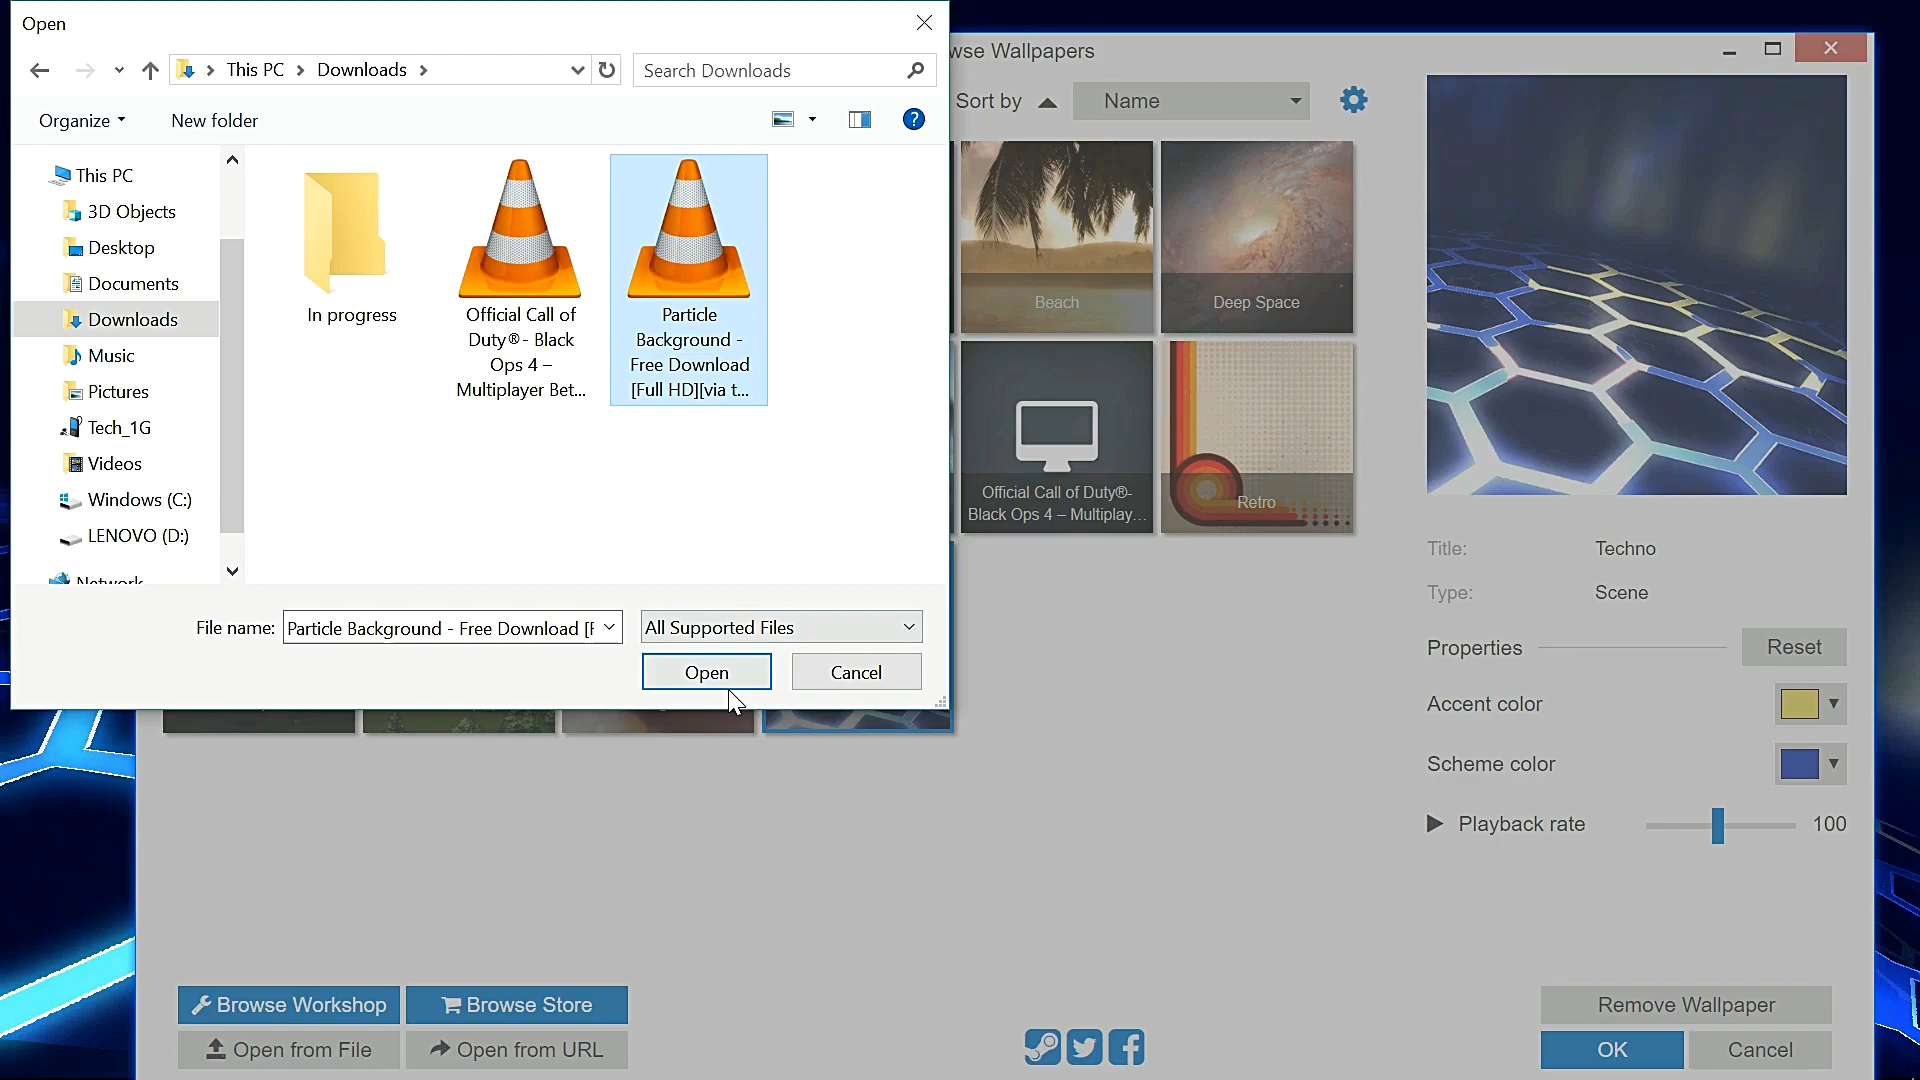 Open
This PC
Downloads
Search Downloads
Organize
New folder
?
This PC
3D Objects
Desktop
Documents
Downloads
Music
Pictures
Tech_1G
Videos
Windows (C:)
LENOVO (D:)
Network
In progress
Official Call of
Duty®- Black
Ops 4 –
Multiplayer Bet...
Particle
Background -
Free Download
[Full HD][via t...
File name:
Particle Background - Free Download [F
All Supported Files
Open
Cancel
wse Wallpapers
Sort by
Name
Beach
Deep Space
Official Call of Duty®-
Black Ops 4 – Multiplay...
Retro
Title:
Techno
Type:
Scene
Properties
Reset
Accent color
Scheme color
Playback rate
100
Browse Workshop
Browse Store
Open from File
Open from URL
Remove Wallpaper
OK
Cancel